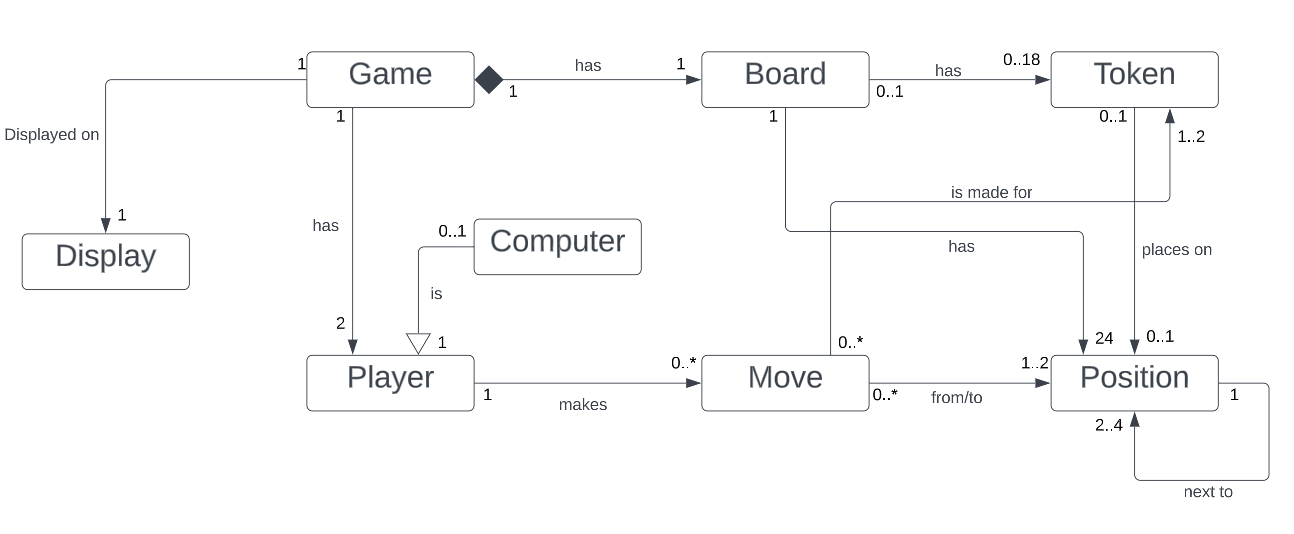 1
Game
has
1
1
Board
has
0..18
0..1
Token
1
1
0..1
1..2
Displayed on
is made for
1
has
0..1
Computer
has
places on
Display
is
2
1
0..*
0..*
24
0..1
1..2
Player
1
makes
Move
0..*
from/to
Position
1
2..4
next to